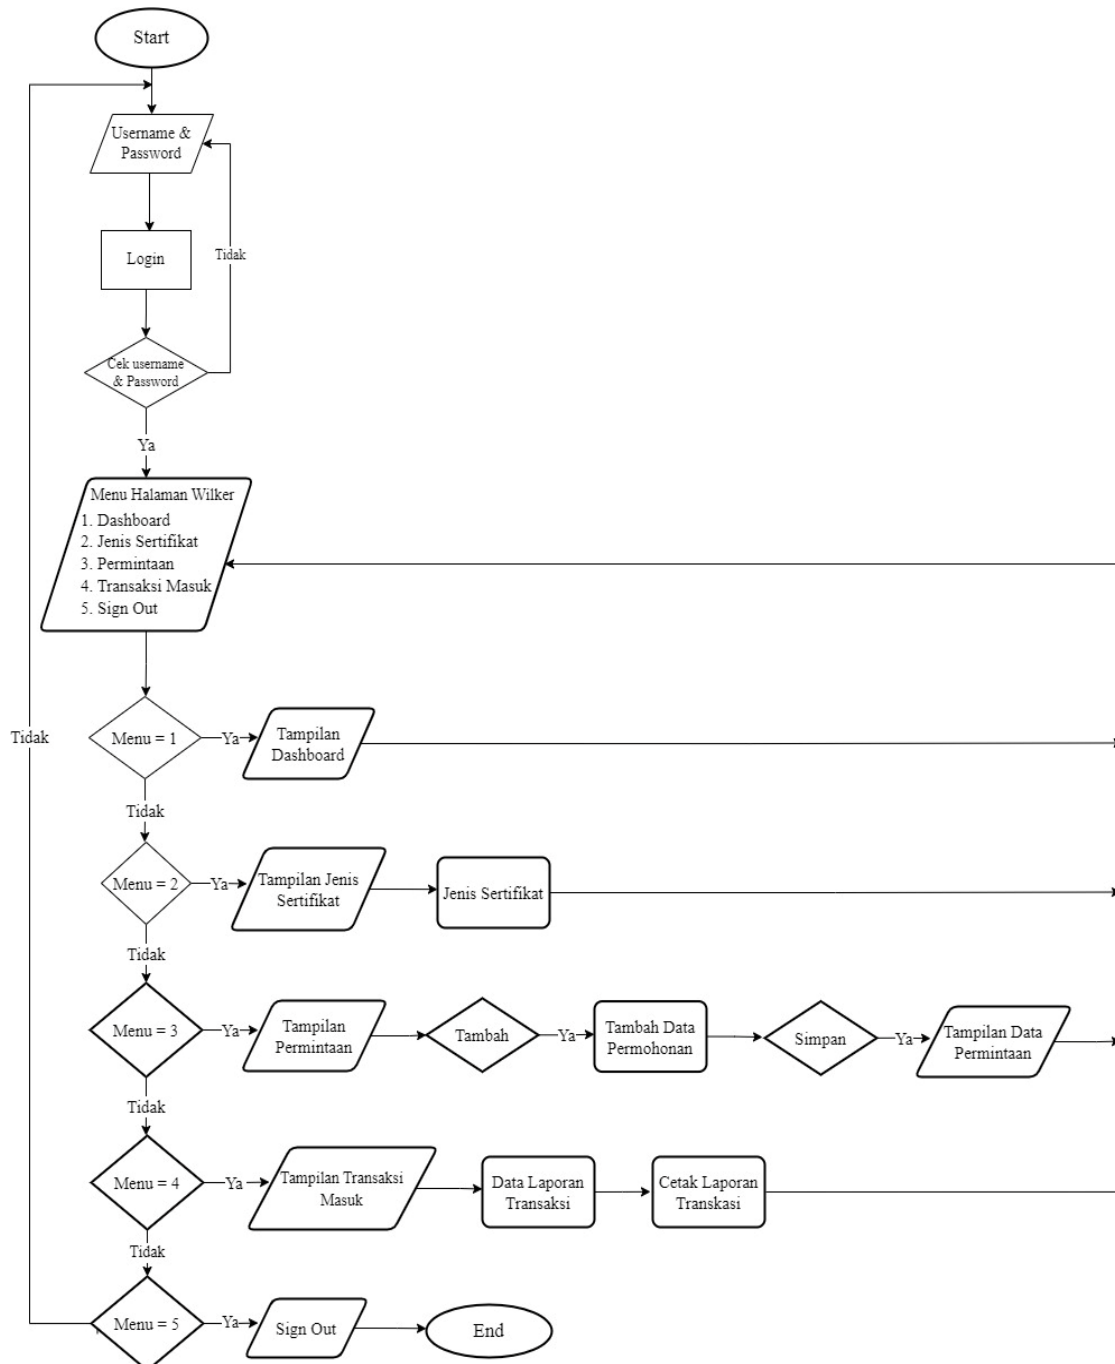 Start
Username &
Password
Login
Tidak
Cek username
& Password
Ya
Menu Halaman Wilker
1. Dashboard
2. Jenis Sertifikat
3. Permintaan
4. Transaksi Masuk
5. Sign Out
Tidak
Menu = 1
Ya
Tampilan
Dashboard
Tidak
Menu = 2
Ya
Tampilan Jenis
Sertifikat
Jenis Sertifikat
Tidak
Menu = 3
Ya
Tampilan
Permintaan
Tambah
Ya
Tambah Data
Permohonan
Simpan
Ya
Tampilan Data
Permintaan
Tidak
Menu = 4
Ya
Tampilan Transaksi
Masuk
Data Laporan
Transaksi
Cetak Laporan
Transkasi
Tidak
Menu = 5
Ya
Sign Out
End